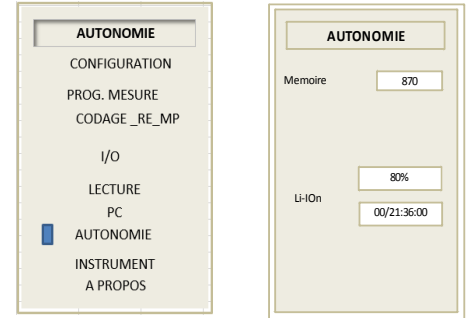 AUTONOMIE
CONFIGURATION
PROG. MESURE
CODAGE _RE_MP
I/O
LECTURE
PC
AUTONOMIE
INSTRUMENT
A PROPOS
AUTONOMIE
Memoire 870
80%
Li-IOn
00/21:36:00